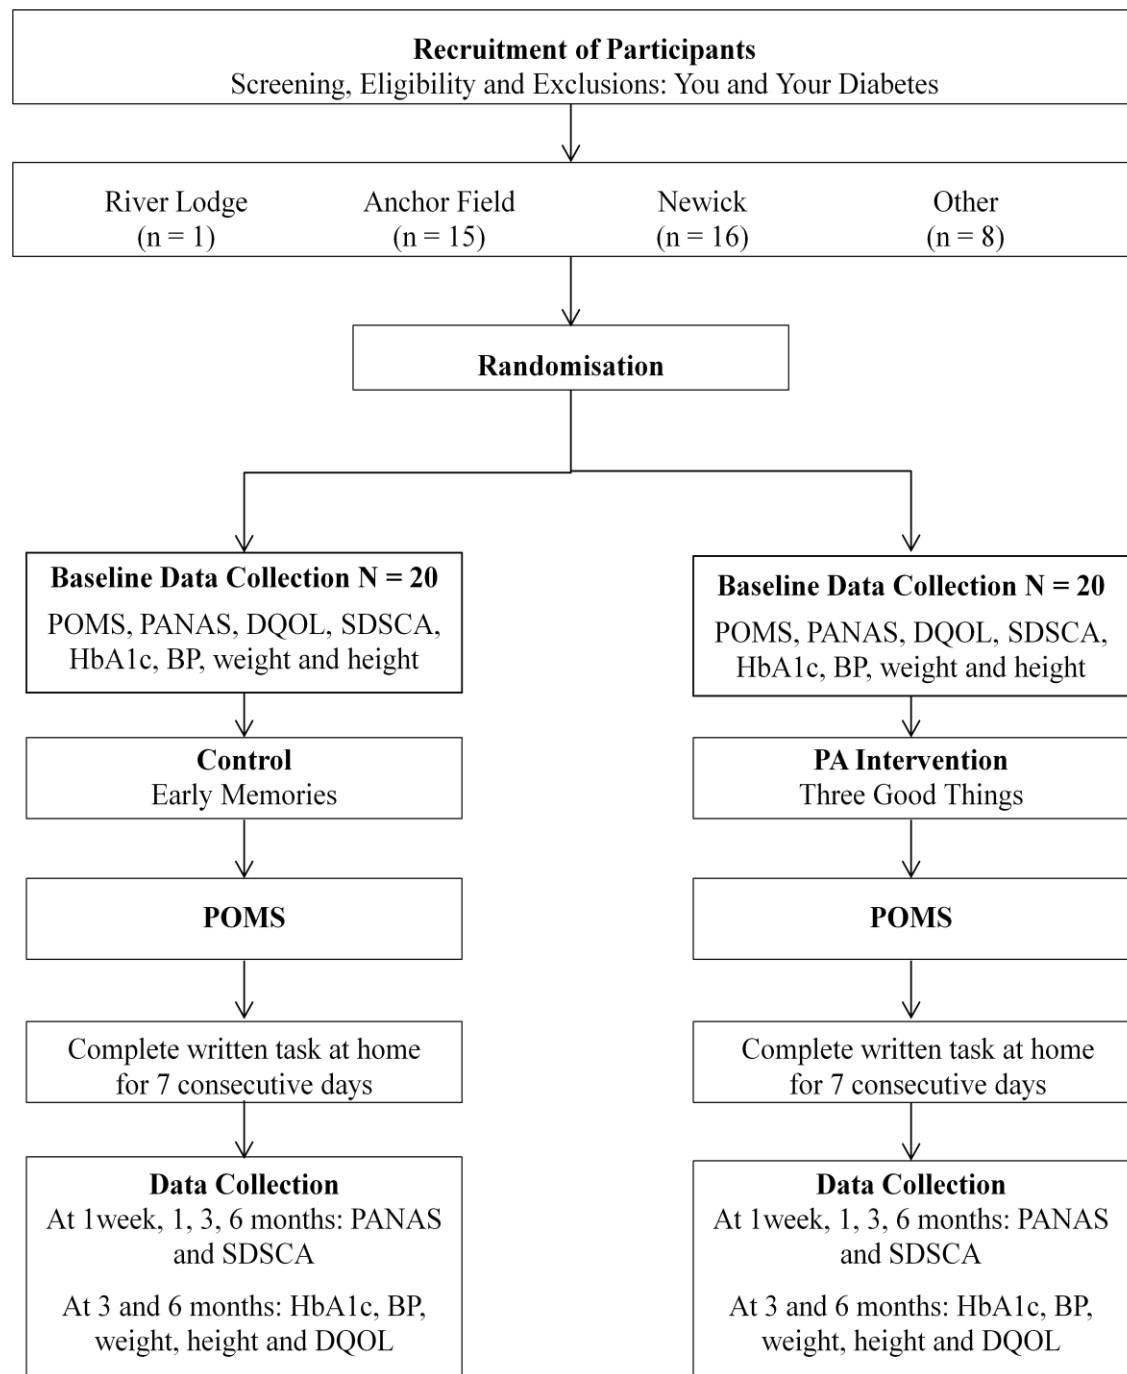 Recruitment of Participants
Screening, Eligibility and Exclusions: You and Your Diabetes
River Lodge
(n = 1)
Anchor Field
(n = 15)
Newick
(n = 16)
Other
(n = 8)
Randomisation
Baseline Data Collection N = 20
POMS, PANAS, DQOL, SDSCA,
HbA1c, BP, weight and height
Control
Early Memories
POMS
Complete written task at home
for 7 consecutive days
Data Collection
At 1week, 1, 3, 6 months: PANAS
and SDSCA
At 3 and 6 months: HbA1c, BP,
weight, height and DQOL
Baseline Data Collection N = 20
POMS, PANAS, DQOL, SDSCA,
HbA1c, BP, weight and height
PA Intervention
Three Good Things
POMS
Complete written task at home
for 7 consecutive days
Data Collection
At 1week, 1, 3, 6 months: PANAS
and SDSCA
At 3 and 6 months: HbA1c, BP,
weight, height and DQOL